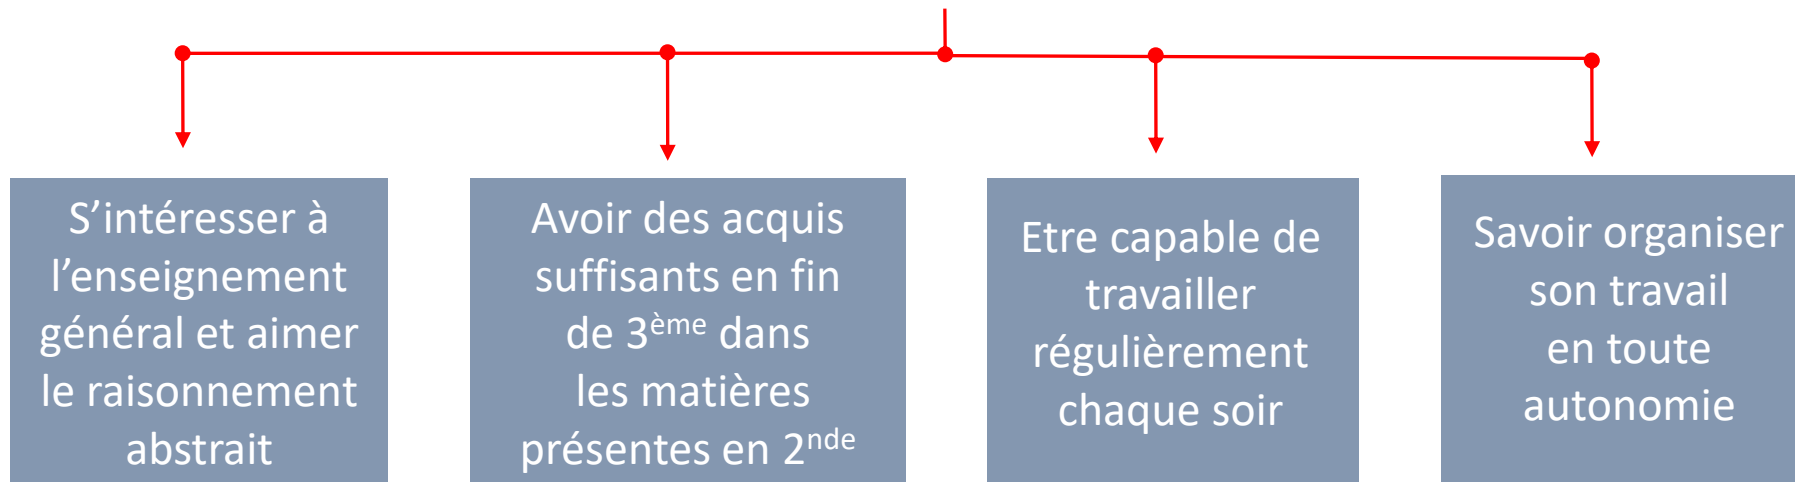 S’intéresser à
l’enseignement
général et aimer
le raisonnement
abstrait
Avoir des acquis
suffisants en fin
de 3ème dans
les matières
présentes en 2nde
Etre capable de
travailler
régulièrement
chaque soir
Savoir organiser
son travail
en toute
autonomie